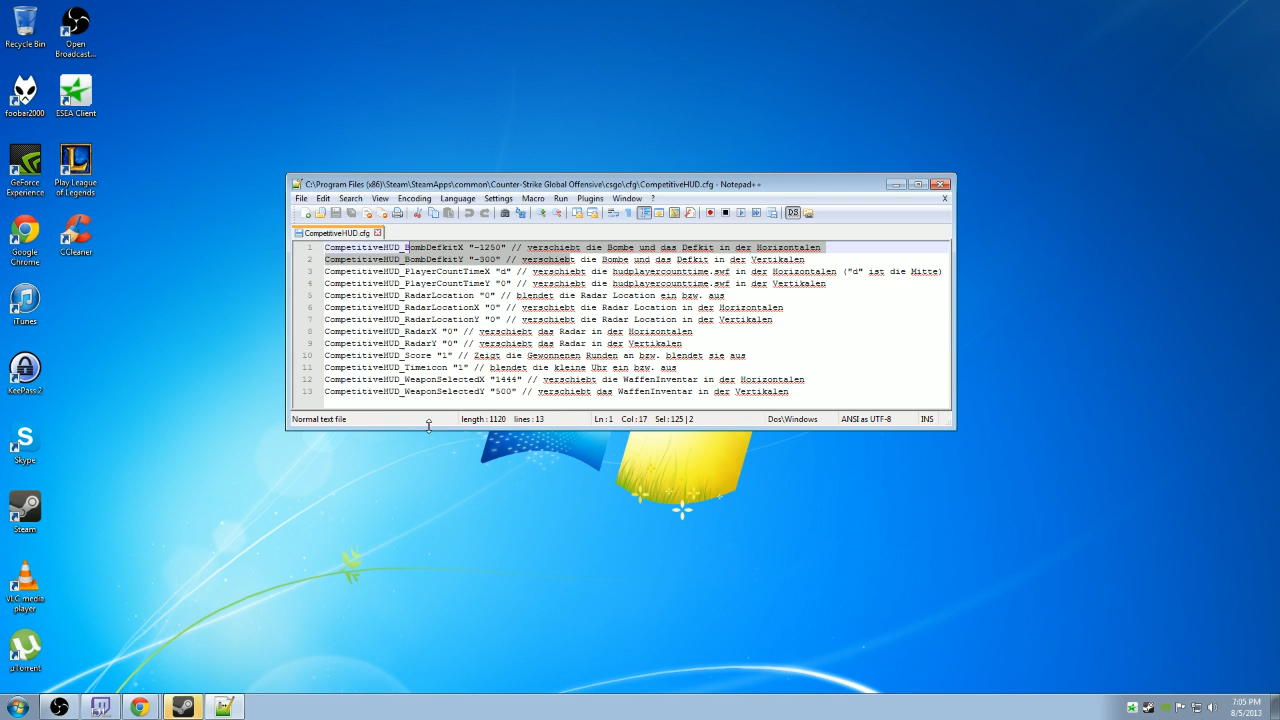 Recycle Bin
Open Broadcast...
foobar2000
ESEA Client
GeForce Experience
Play League of Legends
Google Chrome
CCleaner
iTunes
KeePass 2
Skype
Steam
VLC media player
uTorrent
C:\Program Files (x86)\Steam\SteamApps\common\Counter-Strike Global Offensive\csgo\cfg\CompetitiveHUD.cfg - Notepad++
File Edit Search View Encoding Language Settings Macro Run Plugins Window ? X
CompetitiveHUD.cfg
1 CompetitiveHUD_BombDefkitX "-1250" // verschiebt die Bombe und das Defkit in der Horizontalen
2 CompetitiveHUD_BombDefkitY "-300" // verschiebt die Bombe und das Defkit in der Vertikalen
3 CompetitiveHUD_PlayerCountTimeX "d" // verschiebt die hudplayercounttime.swf in der Horizontalen ("d" ist die Mitte)
4 CompetitiveHUD_PlayerCountTimeY "0" // verschiebt die hudplayercounttime.swf in der Vertikalen
5 CompetitiveHUD_RadarLocation "0" // blendet die Radar Location ein bzw. aus
6 CompetitiveHUD_RadarLocationX "0" // verschiebt die Radar Location in der Horizontalen
7 CompetitiveHUD_RadarLocationY "0" // verschiebt die Radar Location in der Vertikalen
8 CompetitiveHUD_RadarX "0" // verschiebt das Radar in der Horizontalen
9 CompetitiveHUD_RadarY "0" // verschiebt das Radar in der Vertikalen
10 CompetitiveHUD_Score "1" // Zeigt die Gewonnenen Runden an bzw. blendet sie aus
11 CompetitiveHUD_Timeicon "1" // blendet die kleine Uhr ein bzw. aus
12 CompetitiveHUD_WeaponSelectedX "1444" // verschiebt die WaffenInventar in der Horizontalen
13 CompetitiveHUD_WeaponSelectedY "500" // verschiebt das WaffenInventar in der Vertikalen
Normal text file length : 1120 lines : 13 Ln : 1 Col : 17 Sel : 125 | 2 Dos\Windows ANSI as UTF-8 INS
7:05 PM
8/5/2013